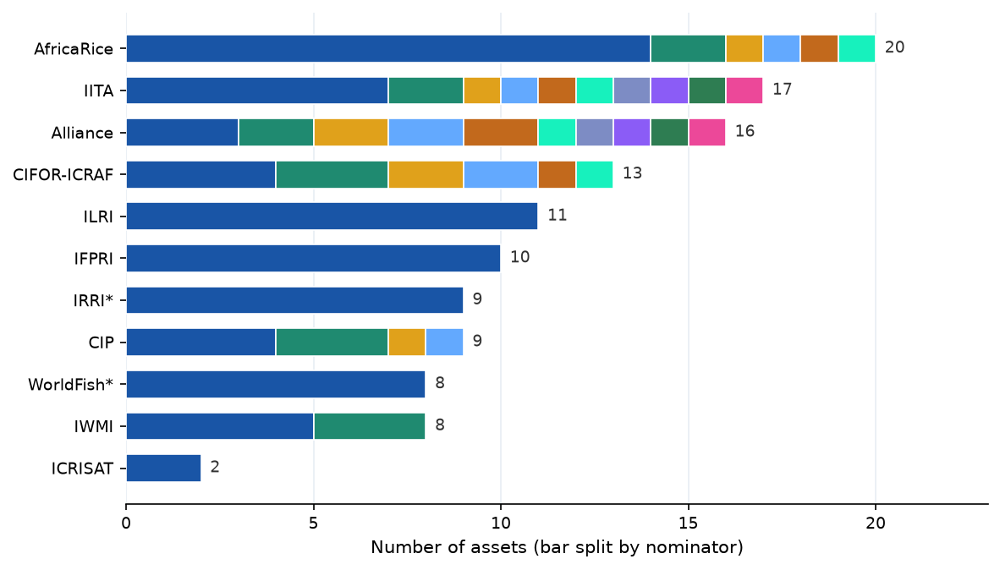 AfricaRice 20
IITA 17
Alliance 16
CIFOR-ICRAF 13
ILRI 11
IFPRI 10
IRRI* 9
CIP 9
WorldFish* 8
IWMI 8
ICRISAT 2
0 5 10 15 20
Number of assets (bar split by nominator)